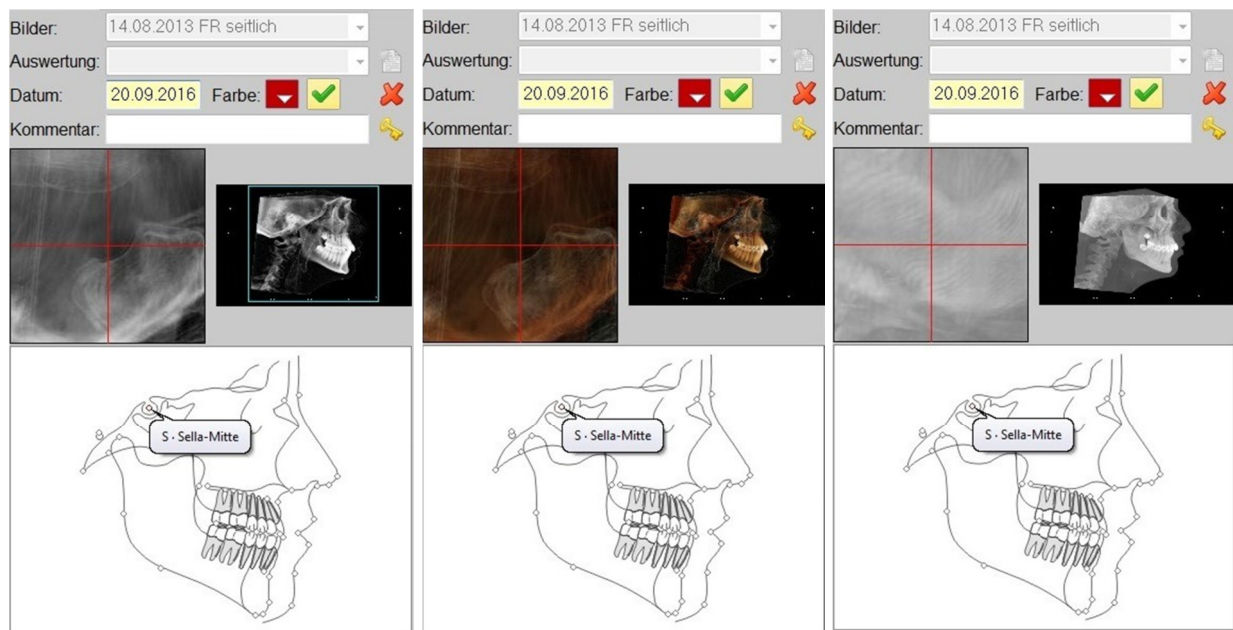 Bilder: 14.08.2013 FR seitlich
Auswertung:
Datum: 20.09.2016 Farbe:
Kommentar:
S · Sella-Mitte
Bilder: 14.08.2013 FR seitlich
Auswertung:
Datum: 20.09.2016 Farbe:
Kommentar:
S · Sella-Mitte
Bilder: 14.08.2013 FR seitlich
Auswertung:
Datum: 20.09.2016 Farbe:
Kommentar:
S · Sella-Mitte